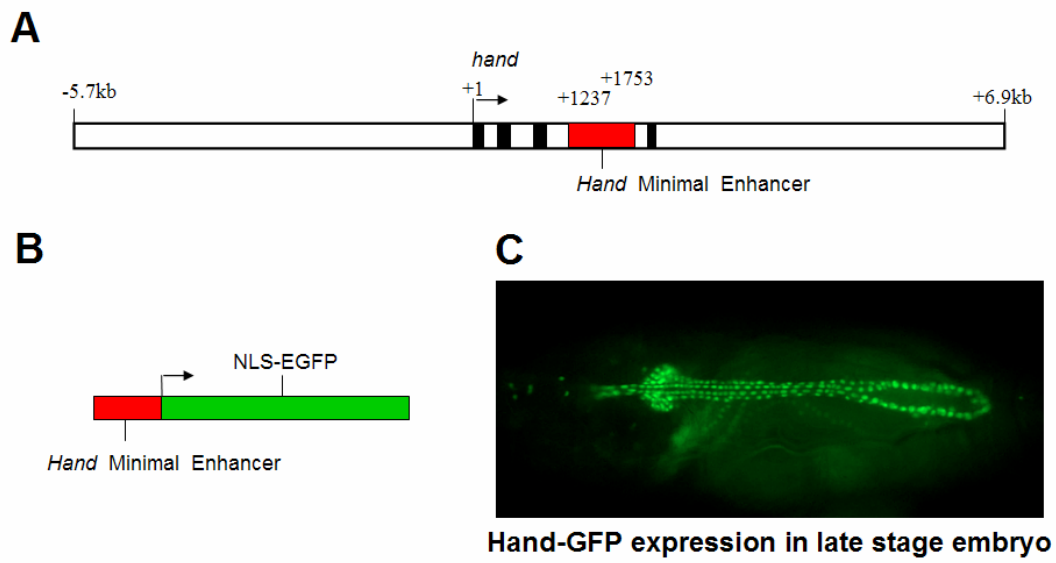 A
hand
-5.7kb
+1
+1237
+1753
+6.9kb
Hand Minimal Enhancer
B
NLS-EGFP
Hand Minimal Enhancer
C
Hand-GFP expression in late stage embryo